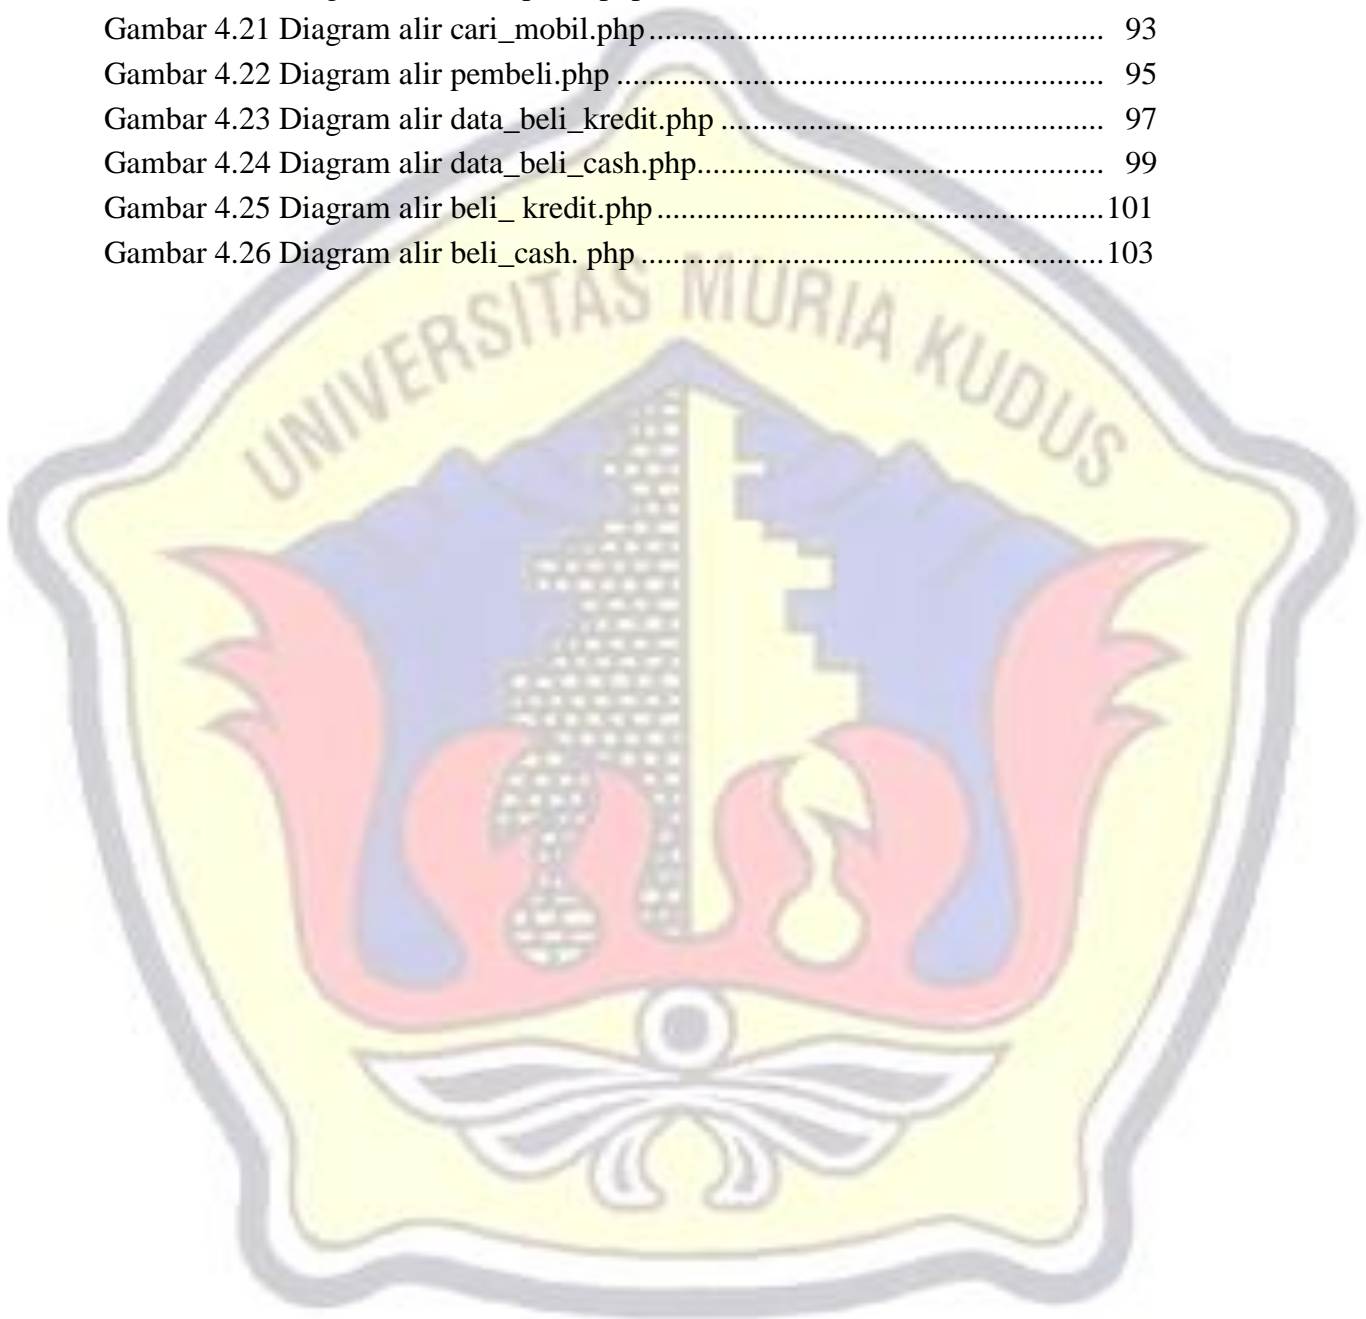 Gambar 4.21 Diagram alir cari_mobil.php ........................................................ 93
Gambar 4.22 Diagram alir pembeli.php ............................................................ 95
Gambar 4.23 Diagram alir data_beli_kredit.php ............................................... 97
Gambar 4.24 Diagram alir data_beli_cash.php.................................................. 99
Gambar 4.25 Diagram alir beli_ kredit.php .......................................................101
Gambar 4.26 Diagram alir beli_cash. php .........................................................103
UNIVERSITAS MURIA KUDUS